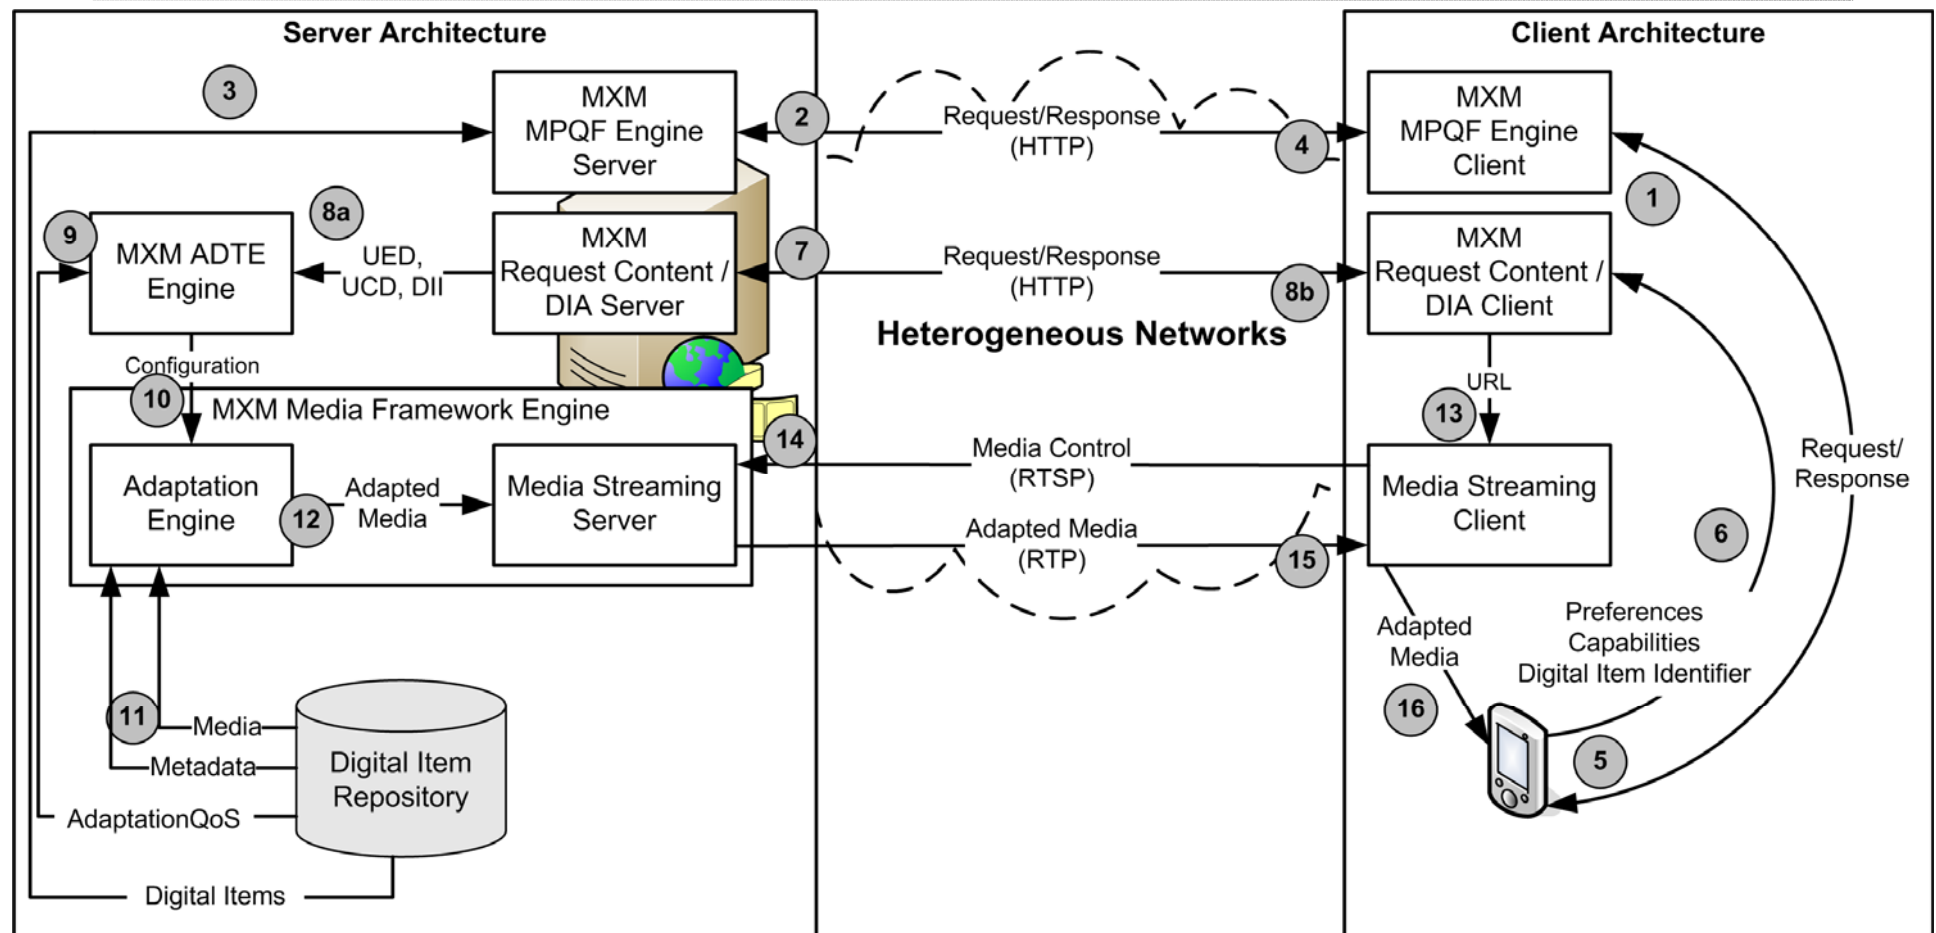 Server Architecture
Client Architecture
3
MXM
MPQF Engine
Server
2
Request/Response
(HTTP)
4
MXM
MPQF Engine
Client
1
9
MXM ADTE
Engine
8a
UED,
UCD, DII
MXM
Request Content /
DIA Server
7
Request/Response
(HTTP)
8b
MXM
Request Content /
DIA Client
Heterogeneous Networks
Configuration
10
MXM Media Framework Engine
URL
13
14
Adaptation
Engine
12
Adapted
Media
Media Streaming
Server
Media Control
(RTSP)
Adapted Media
(RTP)
15
Media Streaming
Client
Request/
Response
6
Preferences
Capabilities
Digital Item Identifier
Adapted
Media
16
5
11
Media
Metadata
AdaptationQoS
Digital Items
Digital Item
Repository